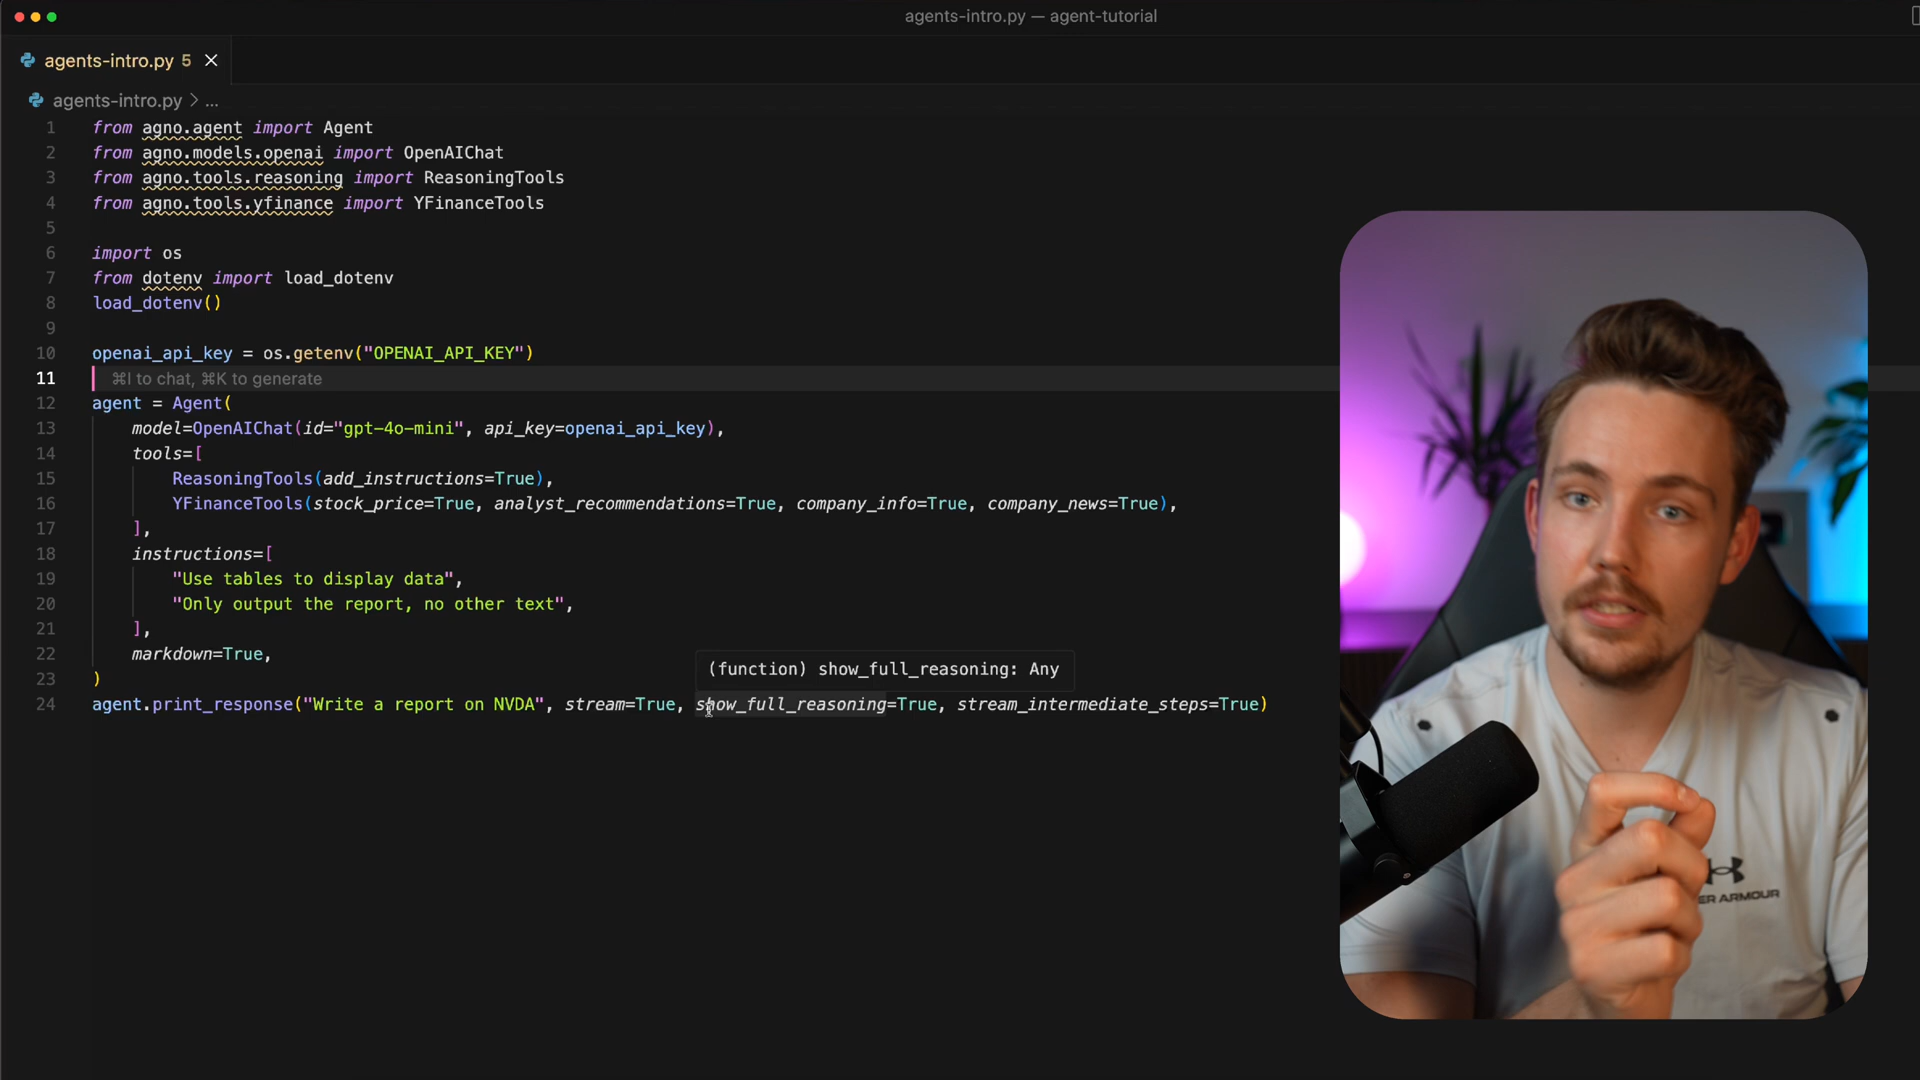 agents-intro.py — agent-tutorial
agents-intro.py 5
agents-intro.py > ...
1 from agno.agent import Agent
2 from agno.models.openai import OpenAIChat
3 from agno.tools.reasoning import ReasoningTools
4 from agno.tools.yfinance import YFinanceTools
5
6 import os
7 from dotenv import load_dotenv
8 load_dotenv()
9
10 openai_api_key = os.getenv("OPENAI_API_KEY")
11 ⌘I to chat, ⌘K to generate
12 agent = Agent(
13 model=OpenAIChat(id="gpt-4o-mini", api_key=openai_api_key),
14 tools=[
15 ReasoningTools(add_instructions=True),
16 YFinanceTools(stock_price=True, analyst_recommendations=True, company_info=True, company_news=True),
17 ],
18 instructions=[
19 "Use tables to display data",
20 "Only output the report, no other text",
21 ],
22 markdown=True,
(function) show_full_reasoning: Any
23 )
24 agent.print_response("Write a report on NVDA", stream=True, show_full_reasoning=True, stream_intermediate_steps=True)
ARMOUR